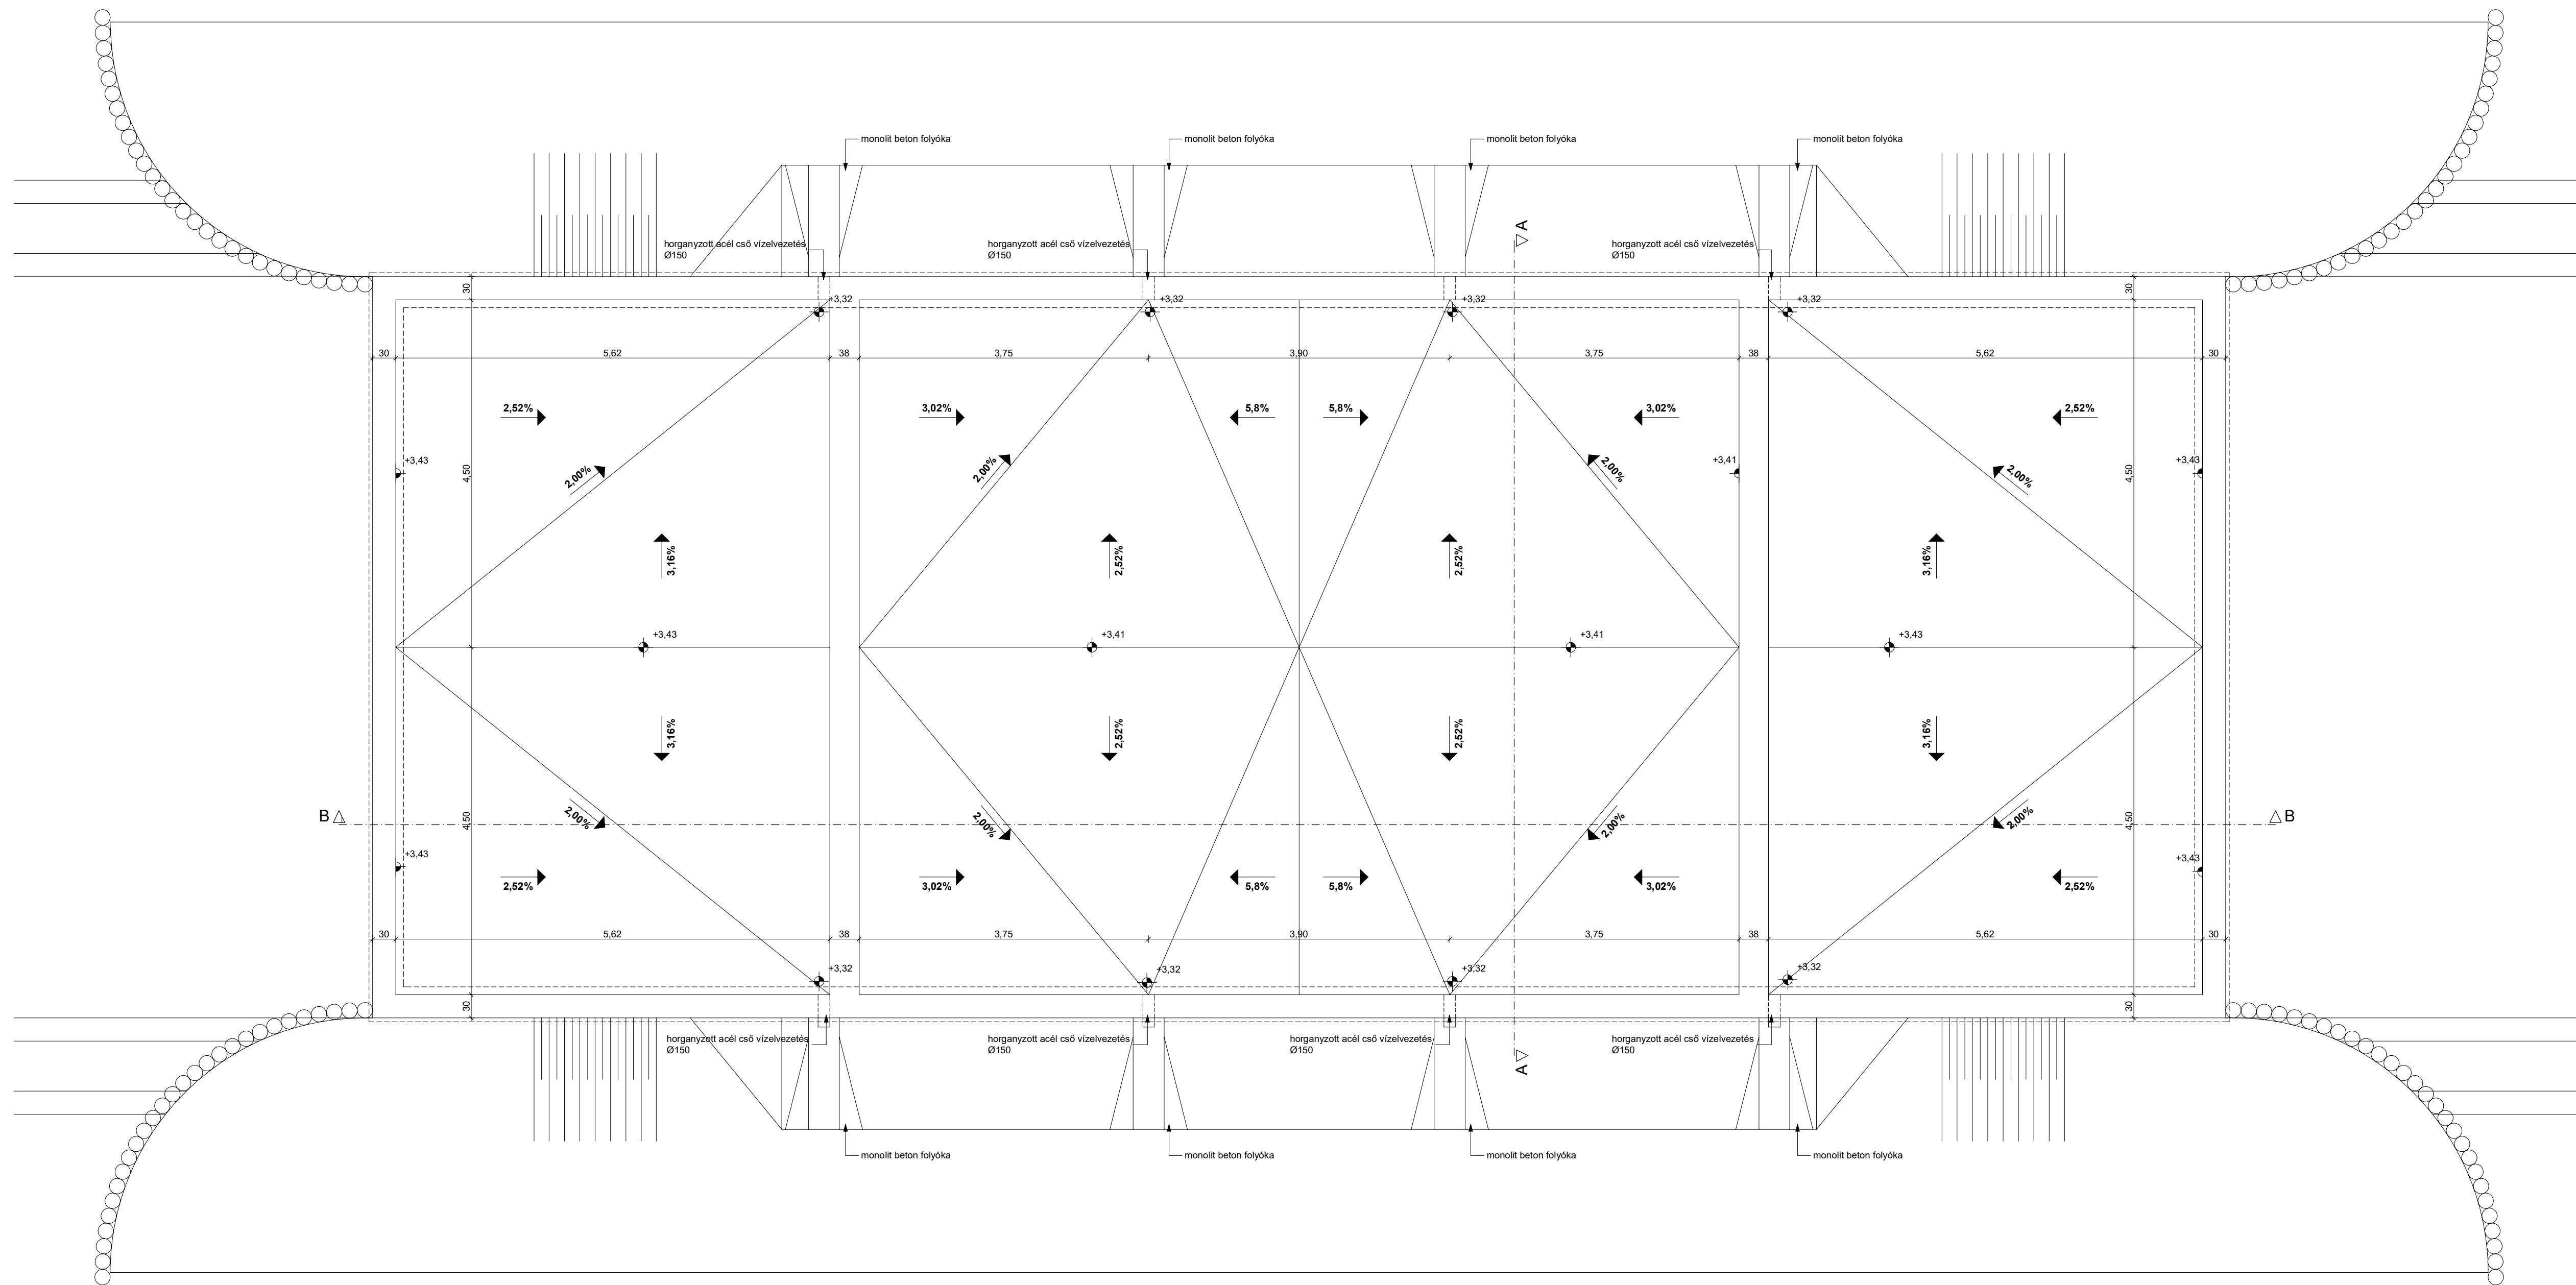 monolit beton folyóka
monolit beton folyóka
monolit beton folyóka
monolit beton folyóka
A
horganyzott acél cső vízelvezetés
Ø150
horganyzott acél cső vízelvezetés
Ø150
horganyzott acél cső vízelvezetés
Ø150
30
30
+3,32
+3,32
+3,32
+3,32
30
5,62
38
3,75
3,90
3,75
38
5,62
30
2,52%
3,02%
5,8%
5,8%
3,02%
2,52%
+3,43
4,50
2,00%
2,00%
2,00%
+3,41
2,00%
4,50
+3,43
3,16%
2,52%
2,52%
3,16%
+3,43
+3,41
+3,41
+3,43
3,16%
2,52%
2,52%
3,16%
B
4,50
2,00%
2,00%
2,00%
2,00%
4,50
B
+3,43
+3,43
2,52%
3,02%
5,8%
5,8%
3,02%
2,52%
30
5,62
38
3,75
3,90
3,75
38
5,62
30
+3,32
+3,32
+3,32
+3,32
30
30
horganyzott acél cső vízelvezetés
Ø150
horganyzott acél cső vízelvezetés
Ø150
horganyzott acél cső vízelvezetés
Ø150
horganyzott acél cső vízelvezetés
Ø150
A
monolit beton folyóka
monolit beton folyóka
monolit beton folyóka
monolit beton folyóka